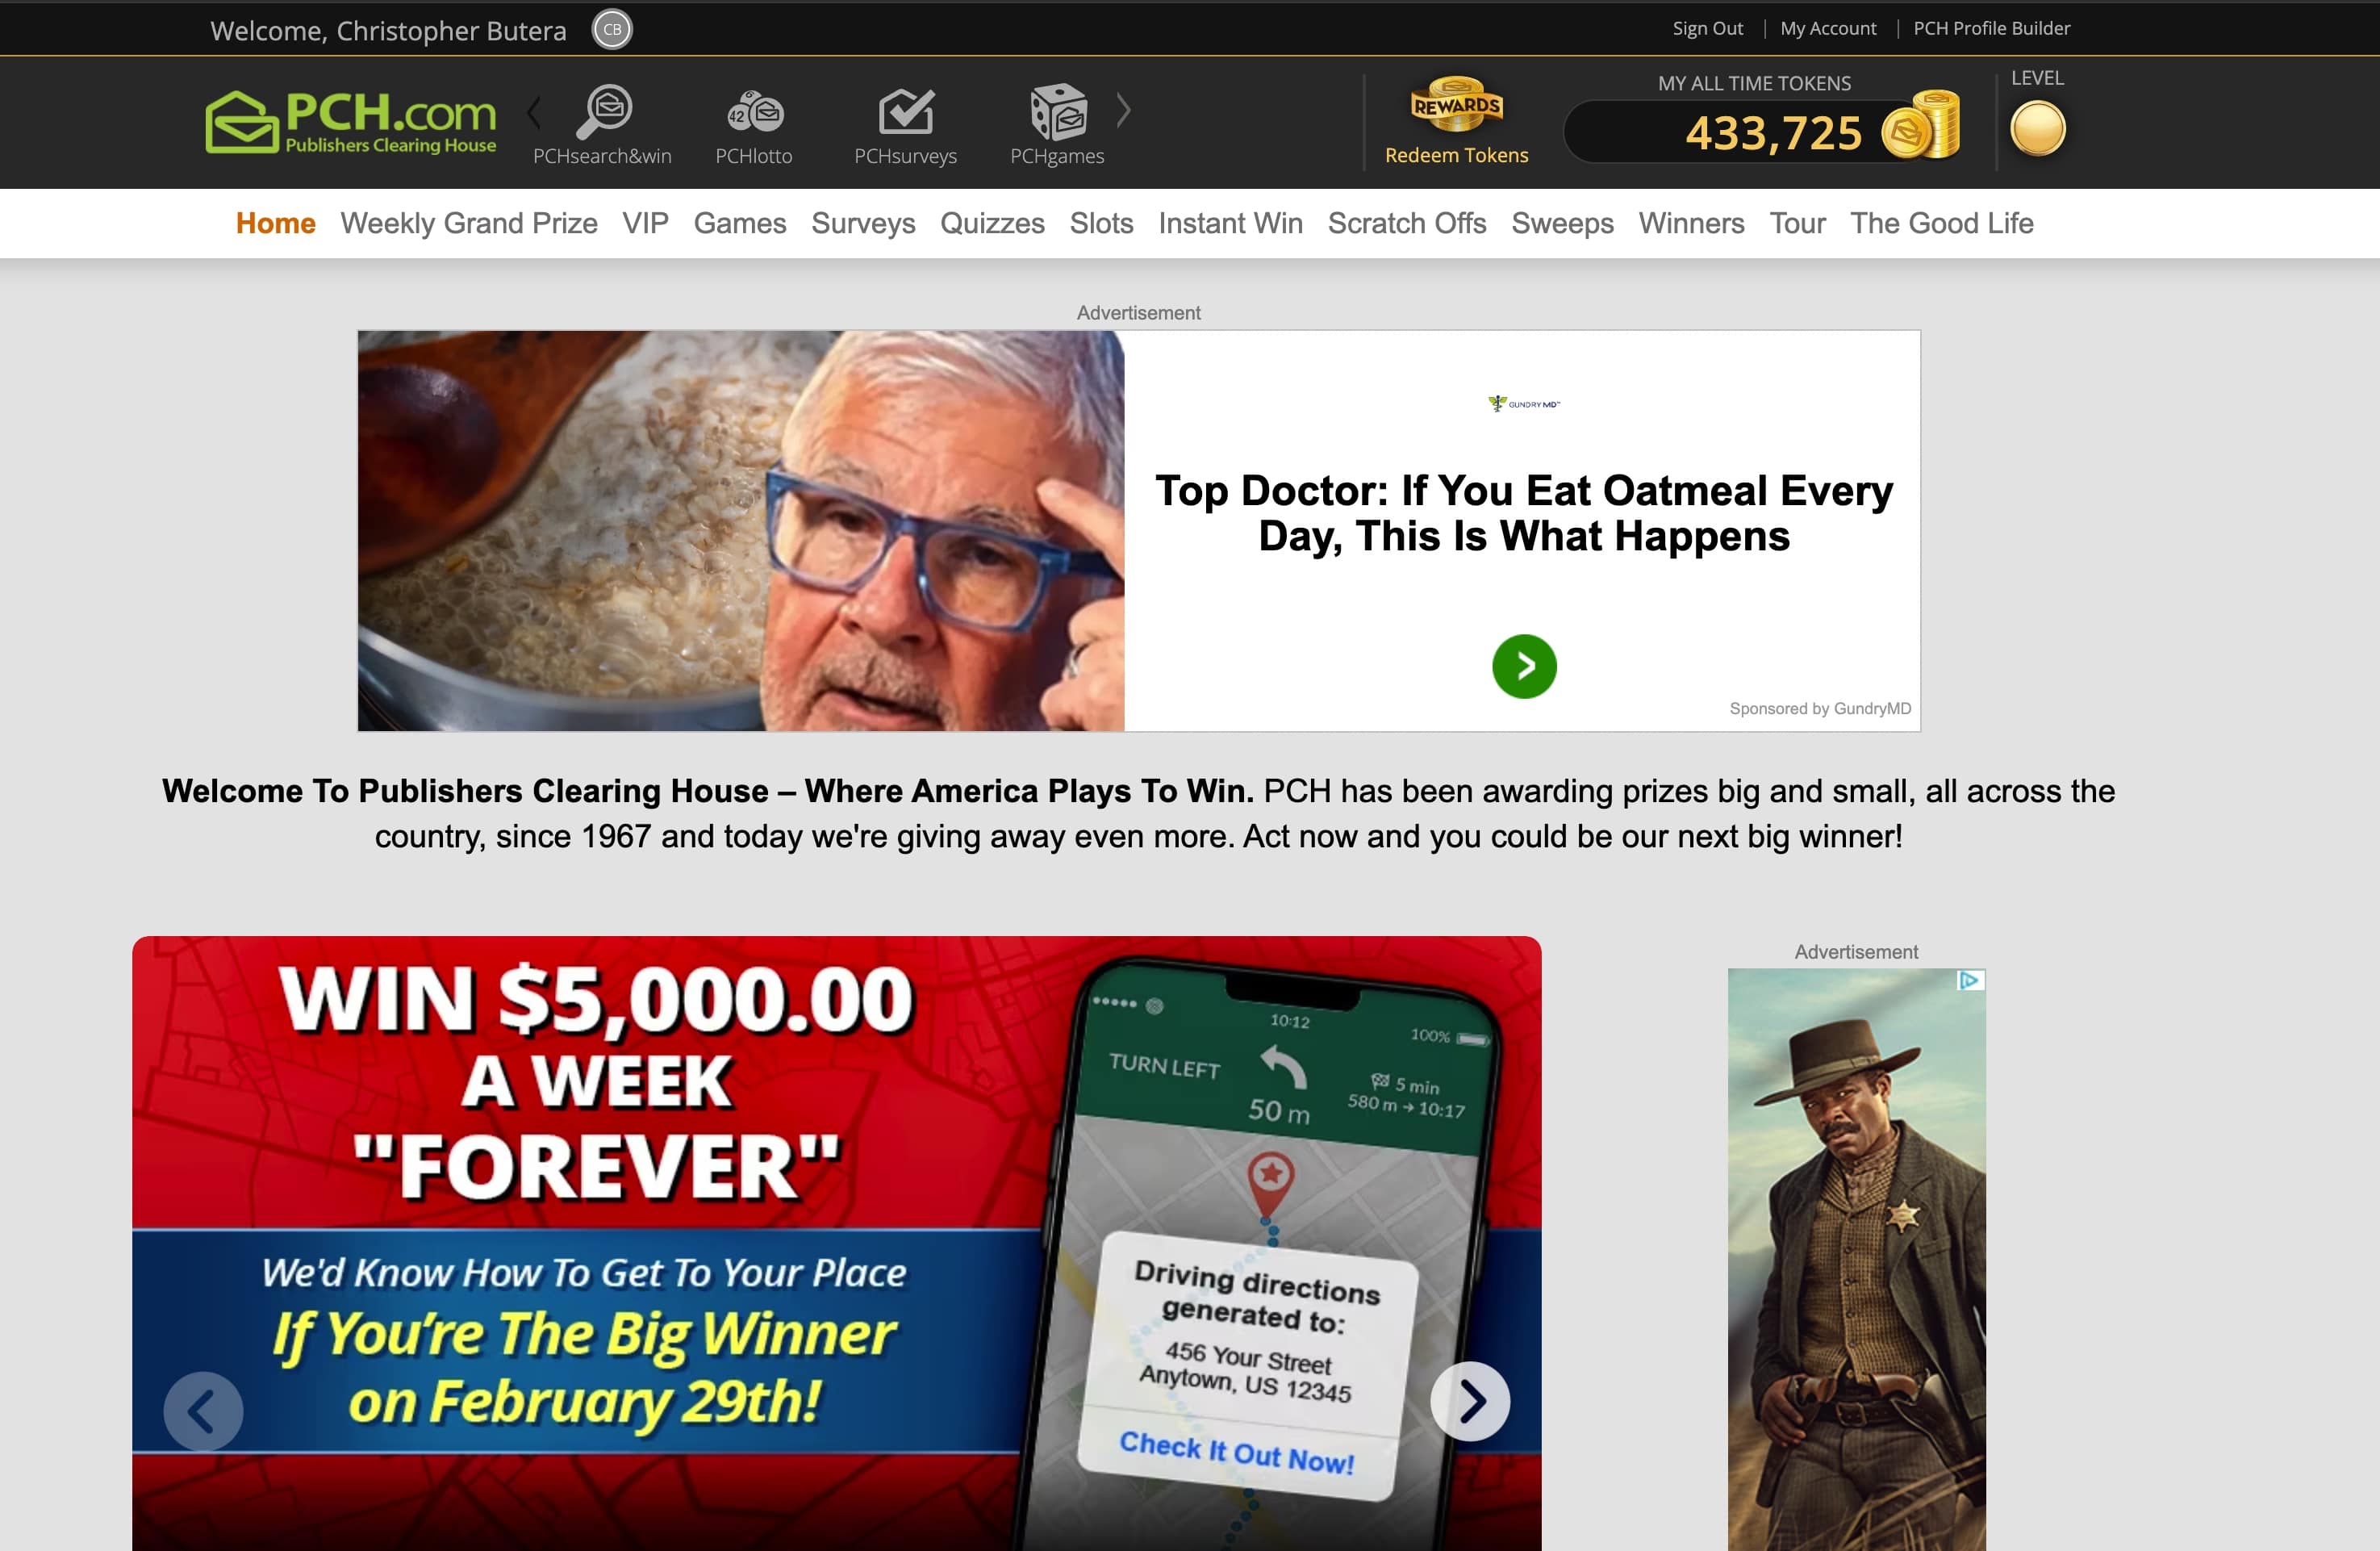 Welcome, Christopher Butera
CB
Sign Out
My Account
PCH Profile Builder
PCH.com
Publishers Clearing House
PCHsearch&win
42
PCHlotto
PCHsurveys
PCHgames
REWARDS
Redeem Tokens
MY ALL TIME TOKENS
433,725
LEVEL
Home
Weekly Grand Prize
VIP
Games
Surveys
Quizzes
Slots
Instant Win
Scratch Offs
Sweeps
Winners
Tour
The Good Life
Advertisement
GUNDRY MD™
Top Doctor: If You Eat Oatmeal Every
Day, This Is What Happens
Sponsored by GundryMD
Welcome To Publishers Clearing House – Where America Plays To Win. PCH has been awarding prizes big and small, all across the
country, since 1967 and today we're giving away even more. Act now and you could be our next big winner!
WIN $5,000.00
A WEEK
"FOREVER"
We'd Know How To Get To Your Place
If You're The Big Winner
on February 29th!
10:12
100%
TURN LEFT
50 m
5 min
580 m → 10:17
Driving directions
generated to:
456 Your Street
Anytown, US 12345
Check It Out Now!
Advertisement